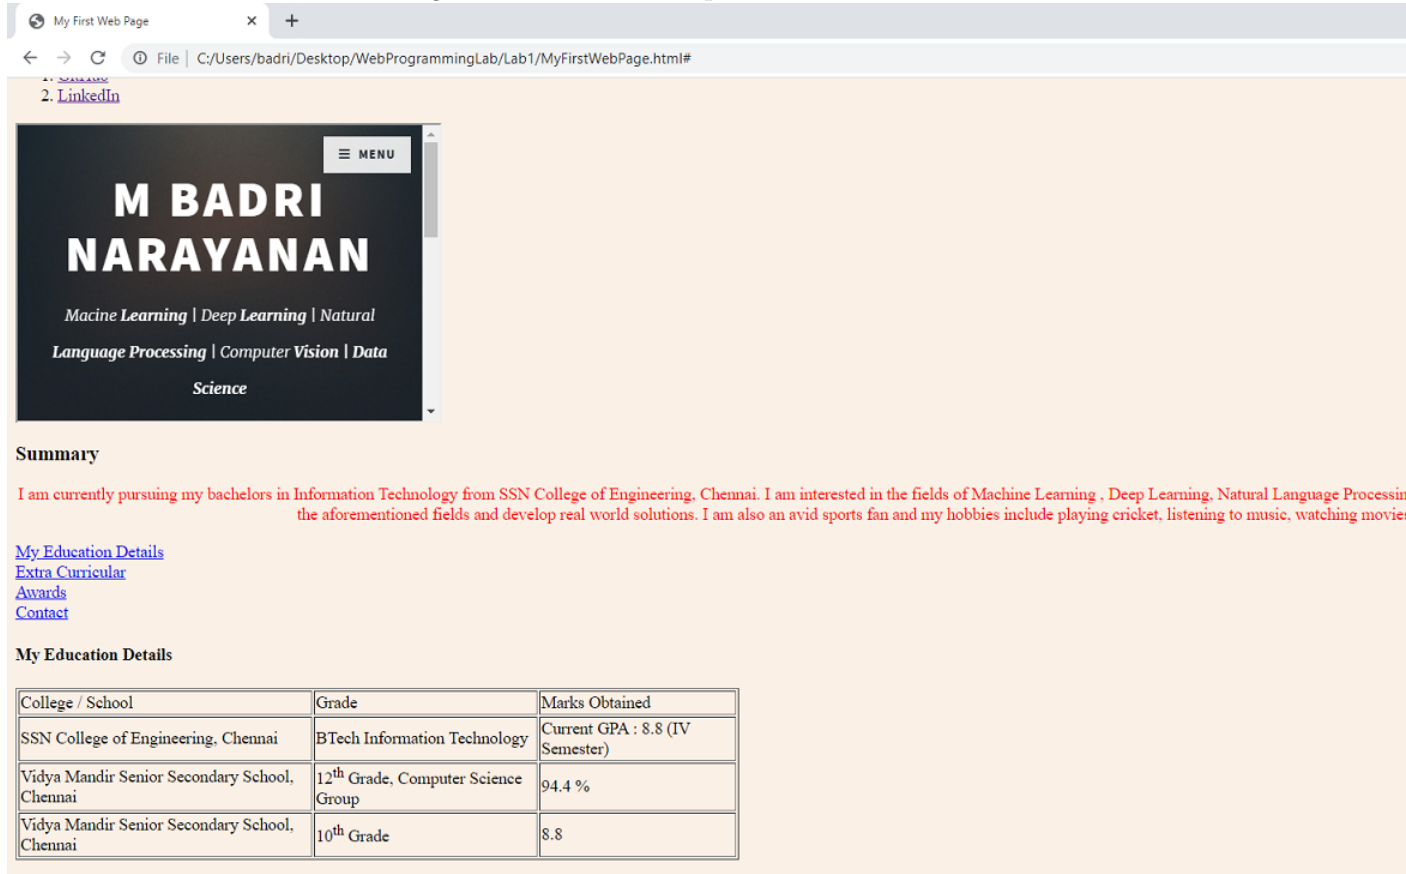 My First Web Page
File | C:/Users/badri/Desktop/WebProgrammingLab/Lab1/MyFirstWebPage.html#
1. GitHub
2. LinkedIn
☰ MENU
M BADRI
NARAYANAN
Macine Learning | Deep Learning | Natural
Language Processing | Computer Vision | Data
Science
Summary
I am currently pursuing my bachelors in Information Technology from SSN College of Engineering, Chennai. I am interested in the fields of Machine Learning , Deep Learning, Natural Language Processin
the aforementioned fields and develop real world solutions. I am also an avid sports fan and my hobbies include playing cricket, listening to music, watching movies
My Education Details
Extra Curricular
Awards
Contact
My Education Details
College / School Grade Marks Obtained
SSN College of Engineering, Chennai BTech Information Technology Current GPA : 8.8 (IV
Semester)
Vidya Mandir Senior Secondary School, 12th Grade, Computer Science 94.4 %
Chennai Group
Vidya Mandir Senior Secondary School, 10th Grade 8.8
Chennai